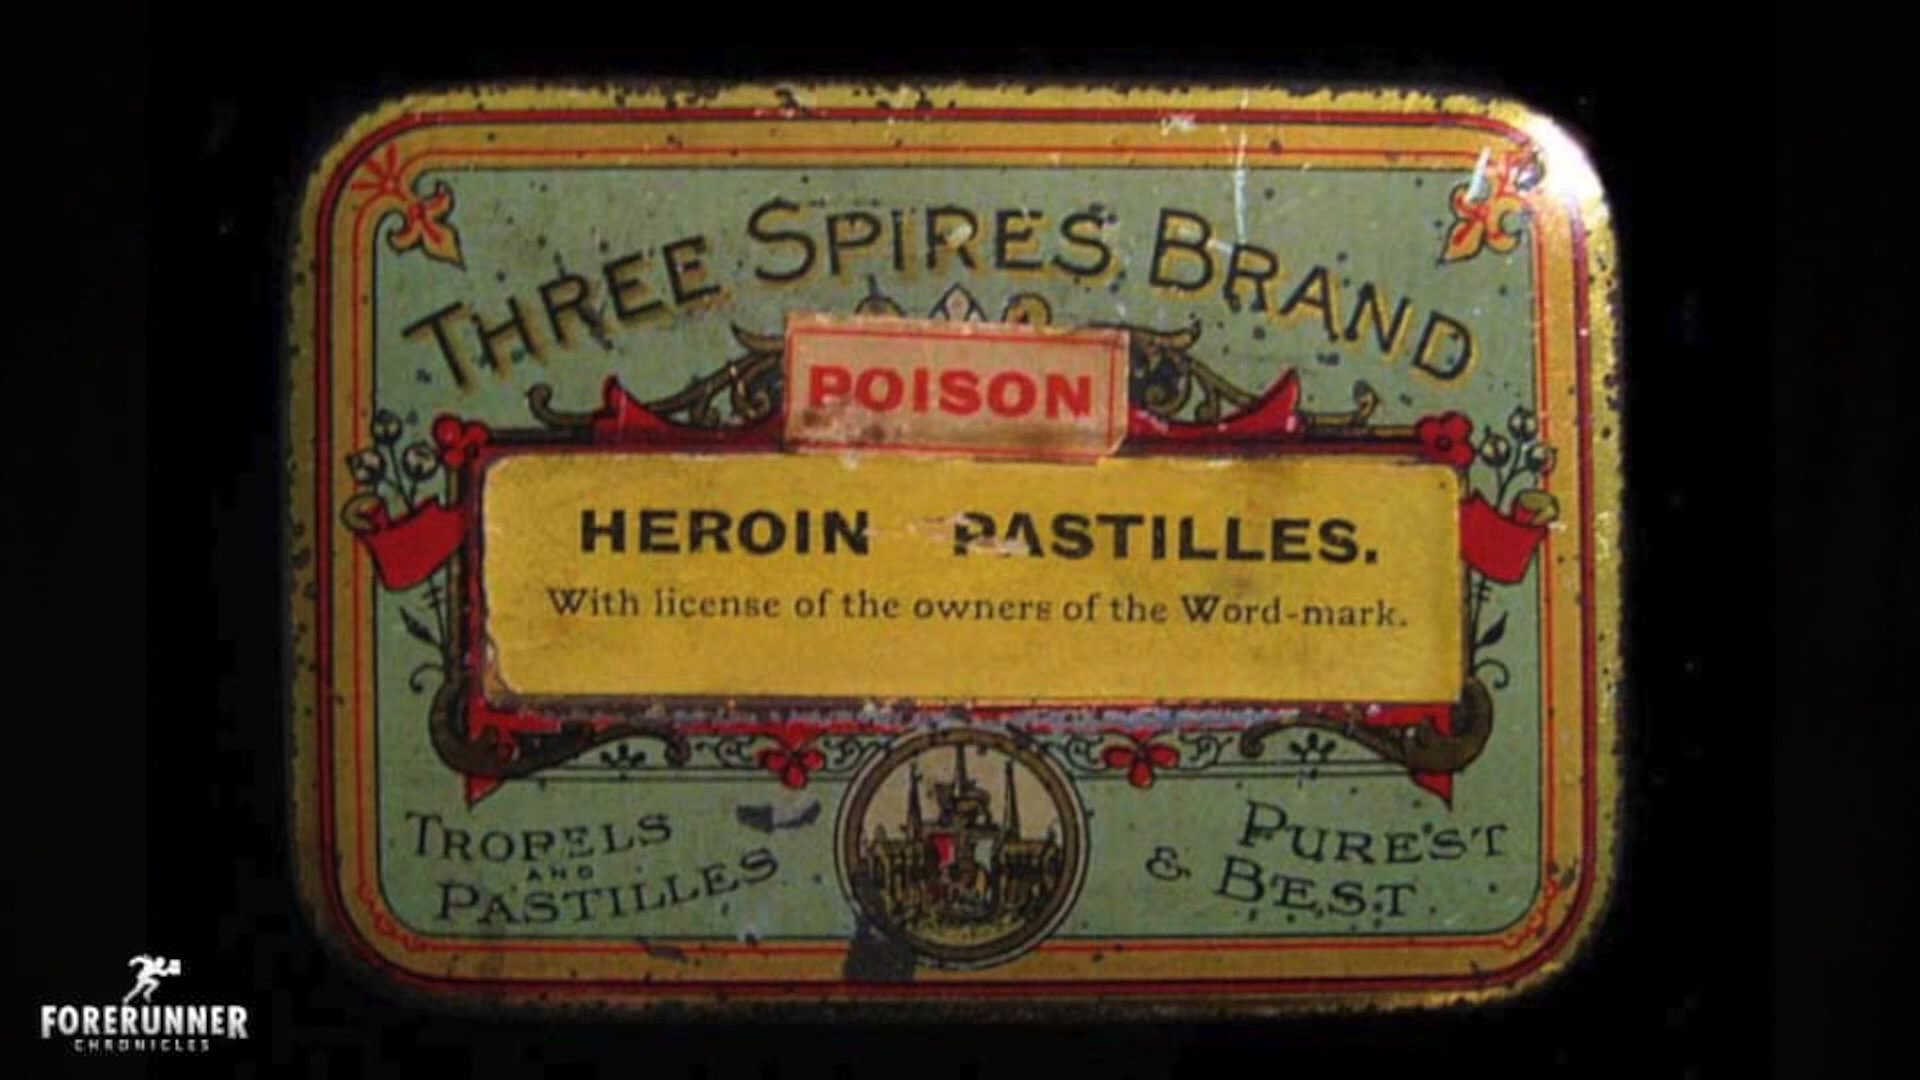 THREE SPIRES BRAND
POISON
HEROIN PASTILLES.
With license of the owners of the Word-mark.
TROPELS
AND
PASTILLES
PUREST
& BEST.
FORERUNNER
CHRONICLES